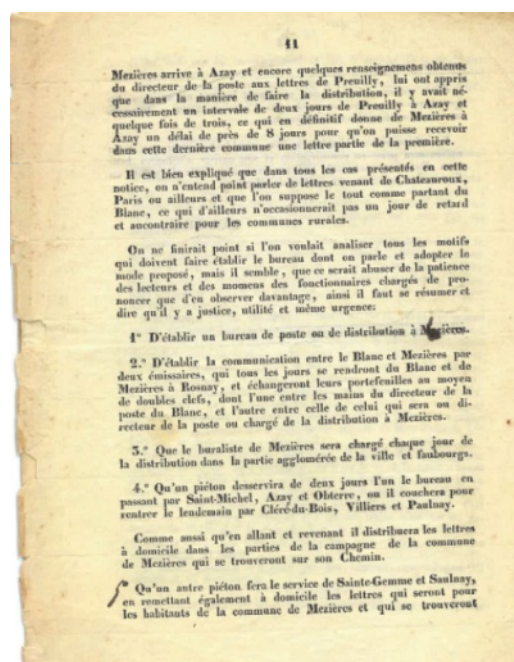 11
Mezières arrive à Azay et encore quelques renseignemens obtenus
du directeur de la poste aux lettres de Preuilly, lui ont appris
que dans la manière de faire la distribution, il y avait né-
cessairement un intervale de deux jours de Preuilly à Azay et
quelque fois de trois, ce qui en définitif donne de Mezières à
Azay un délai de près de 8 jours pour qu'on puisse recevoir
dans cette dernière commune une lettre partie de la première.
Il est bien expliqué que dans tous les cas présentés en cette
notice, on n'entend point parler de lettres venant de Chateauroux,
Paris ou ailleurs et que l'on suppose le tout comme partant du
Blanc, ce qui d'ailleurs n'occasionnerait pas un jour de retard
et aucontraire pour les communes rurales.
On ne finirait point si l'on voulait analiser tous les motifs
qui doivent faire établir le bureau dont on parle et adopter le
mode proposé, mais il semble, que ce serait abuser de la patience
des lecteurs et des momens des fonctionnaires chargés de pro-
noncer que d'en observer davantage, ainsi il faut se résumer et
dire qu'il y a justice, utilité et même urgence:
1° D'établir un bureau de poste ou de distribution à Mezières.
2.° D'établir la communication entre le Blanc et Mezières par
deux émissaires, qui tous les jours se rendront du Blanc et de
Mezières à Rosnay, et échangeront leurs portefeuilles au moyen
de doubles clefs, dont l'une entre les mains du directeur de la
poste du Blanc, et l'autre entre celle de celui qui sera ou di-
recteur de la poste ou chargé de la distribution à Mezières.
3.° Que le buraliste de Mezières sera chargé chaque jour de
la distribution dans la partie agglomérée de la ville et faubourgs.
4.° Qu'un piéton desservira de deux jours l'un le bureau en
passant par Saint-Michel, Azay et Obterre, ou il couchera pour
rentrer le lendemain par Cléré-du-Bois, Villiers et Paulnay.
Comme aussi qu'en allant et revenant il distribuera les lettres
à domicile dans les parties de la campagne de la commune
de Mezières qui se trouveront sur son Chemin.
5° Qu'un autre piéton fera le service de Sainte-Gemme et Saulnay,
en remettant également à domicile les lettres qui seront pour
les habitants de la commune de Mezières et qui se trouveront